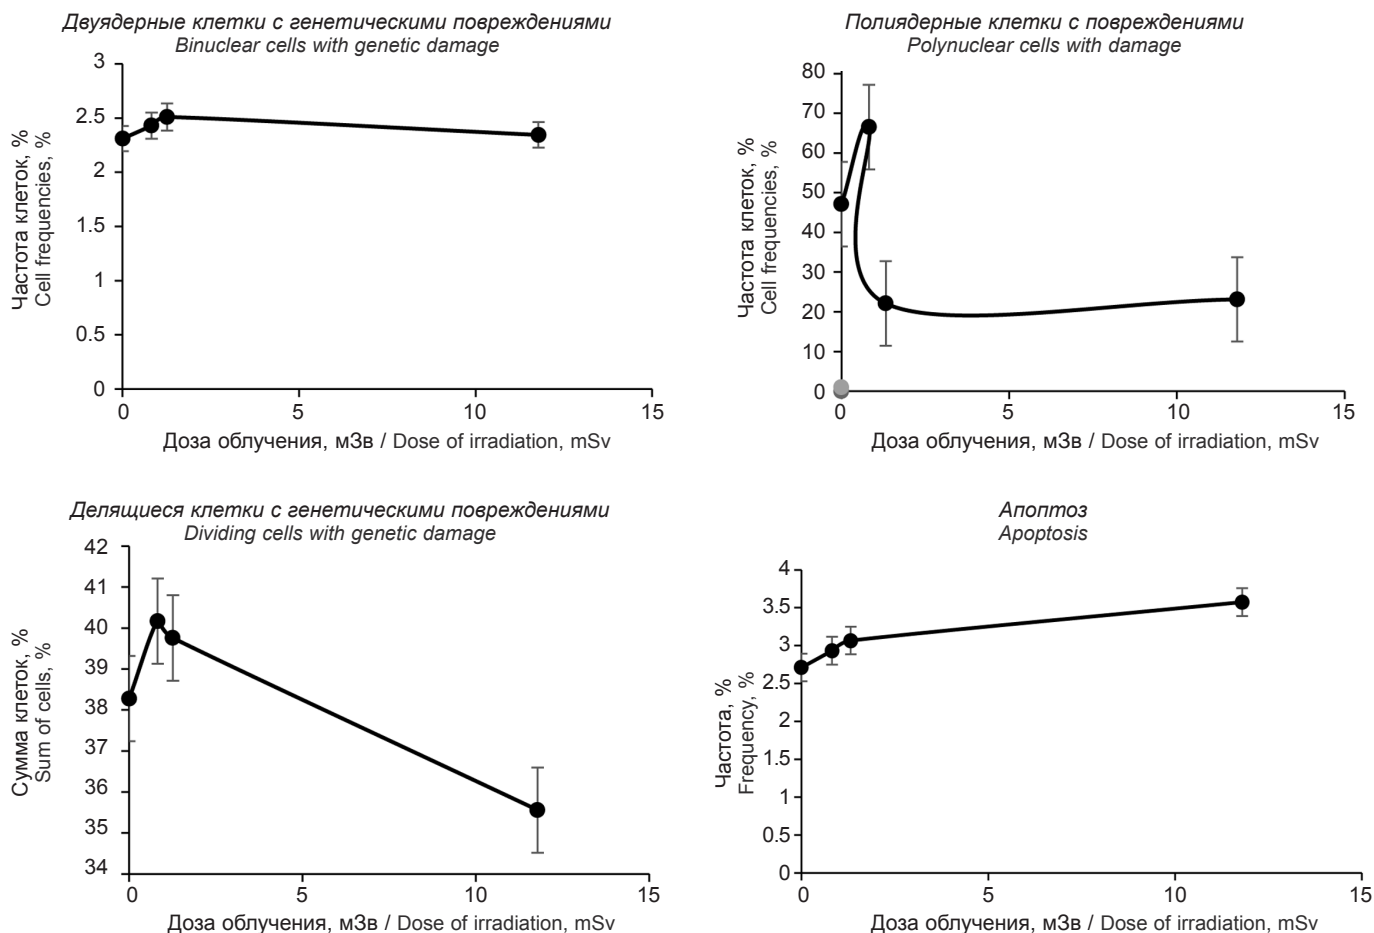 Двуядерные клетки с генетическими повреждениями
Binuclear cells with genetic damage
Частота клеток, %
Cell frequencies, %
3
2.5
2
1.5
1
0.5
0
0
5
10
15
Доза облучения, мЗв / Dose of irradiation, mSv
Полиядерные клетки с повреждениями
Polynuclear cells with damage
Частота клеток, %
Cell frequencies, %
80
70
60
50
40
30
20
10
0
0
5
10
15
Доза облучения, мЗв / Dose of irradiation, mSv
Делящиеся клетки с генетическими повреждениями
Dividing cells with genetic damage
Сумма клеток, %
Sum of cells, %
42
41
40
39
38
37
36
35
34
0
5
10
15
Доза облучения, мЗв / Dose of irradiation, mSv
Апоптоз
Apoptosis
Частота, %
Frequency, %
4
3.5
3
2.5
2
1.5
1
0.5
0
0
5
10
15
Доза облучения, мЗв / Dose of irradiation, mSv